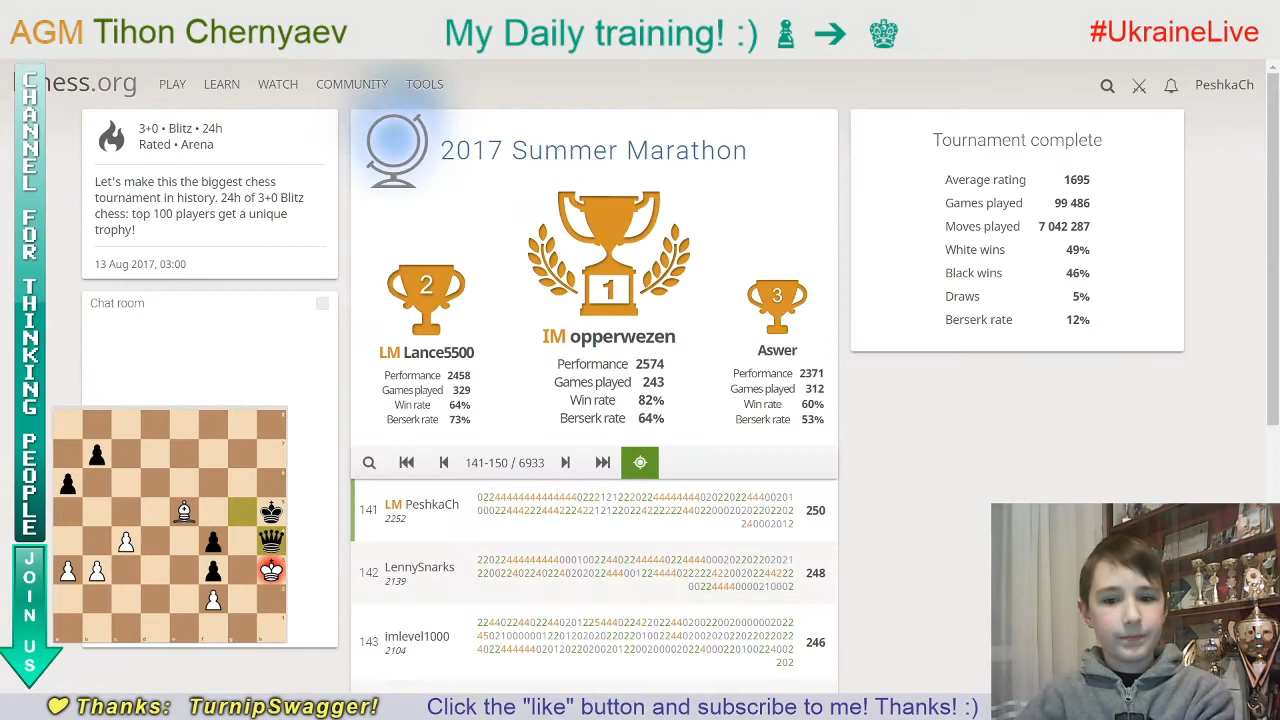 AGM Tihon Chernyaev
My Daily training! :)
#UkraineLive
CHANNEL FOR THINKING PEOPLE
JOIN US
hess.org
PLAY
LEARN
WATCH
COMMUNITY
TOOLS
PeshkaCh
3+0 • Blitz • 24h
Rated • Arena
Let's make this the biggest chess
tournament in history. 24h of 3+0 Blitz
chess: top 100 players get a unique
trophy!
13 Aug 2017, 03:00
Chat room
2017 Summer Marathon
2
LM Lance5500
Performance 2458
Games played 329
Win rate 64%
Berserk rate 73%
1
IM opperwezen
Performance 2574
Games played 243
Win rate 82%
Berserk rate 64%
3
Aswer
Performance 2371
Games played 312
Win rate 60%
Berserk rate 53%
141-150 / 6933
141 LM PeshkaCh 250
2252
142 LennySnarks 248
2139
143 imlevel1000 246
2104
202
Tournament complete
Average rating 1695
Games played 99 486
Moves played 7 042 287
White wins 49%
Black wins 46%
Draws 5%
Berserk rate 12%
Thanks: TurnipSwagger!
Click the "like" button and subscribe to me! Thanks! :)